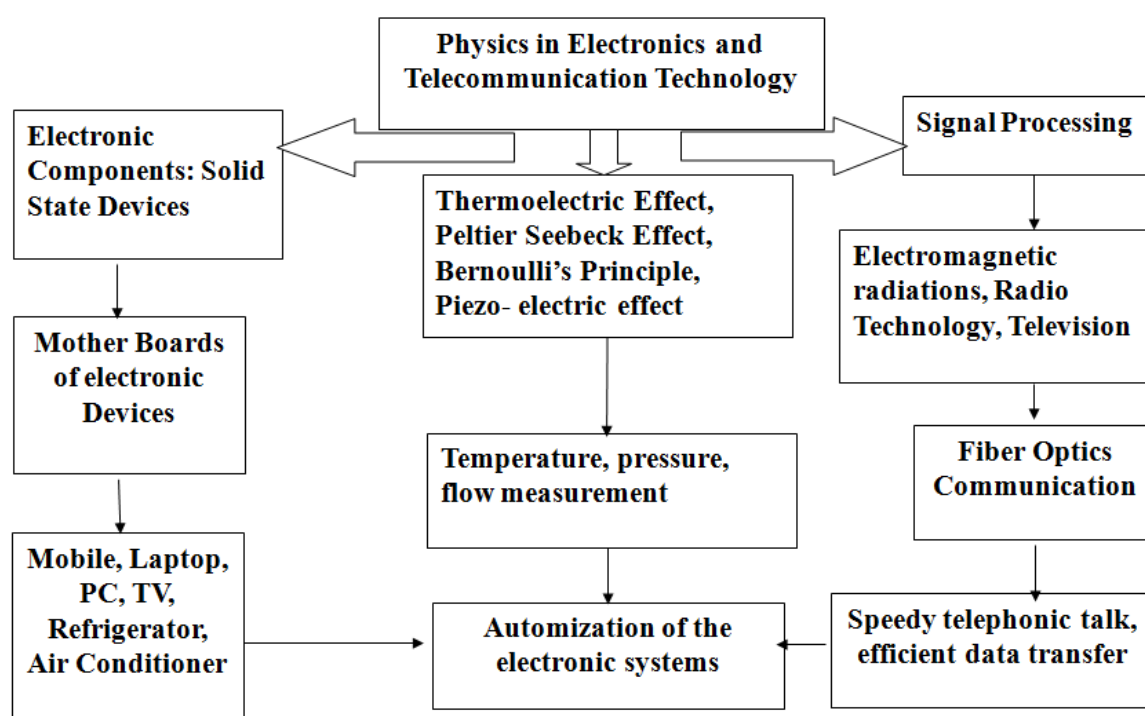 Physics in Electronics and
Telecommunication Technology
Electronic
Components: Solid
State Devices
Thermoelectric Effect,
Peltier Seebeck Effect,
Bernoulli's Principle,
Piezo- electric effect
Signal Processing
Mother Boards
of electronic
Devices
Electromagnetic
radiations, Radio
Technology, Television
Temperature, pressure,
flow measurement
Fiber Optics
Communication
Mobile, Laptop,
PC, TV,
Refrigerator,
Air Conditioner
Automization of the
electronic systems
Speedy telephonic talk,
efficient data transfer